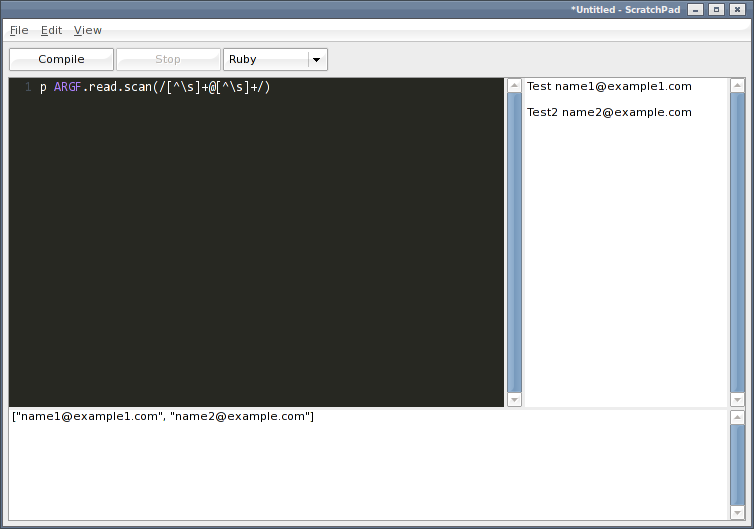 *Untitled - ScratchPad
File Edit View
Compile Stop Ruby
1 p ARGF.read.scan(/[^\s]+@[^\s]+/)
Test name1@example1.com
Test2 name2@example.com
["name1@example1.com", "name2@example.com"]